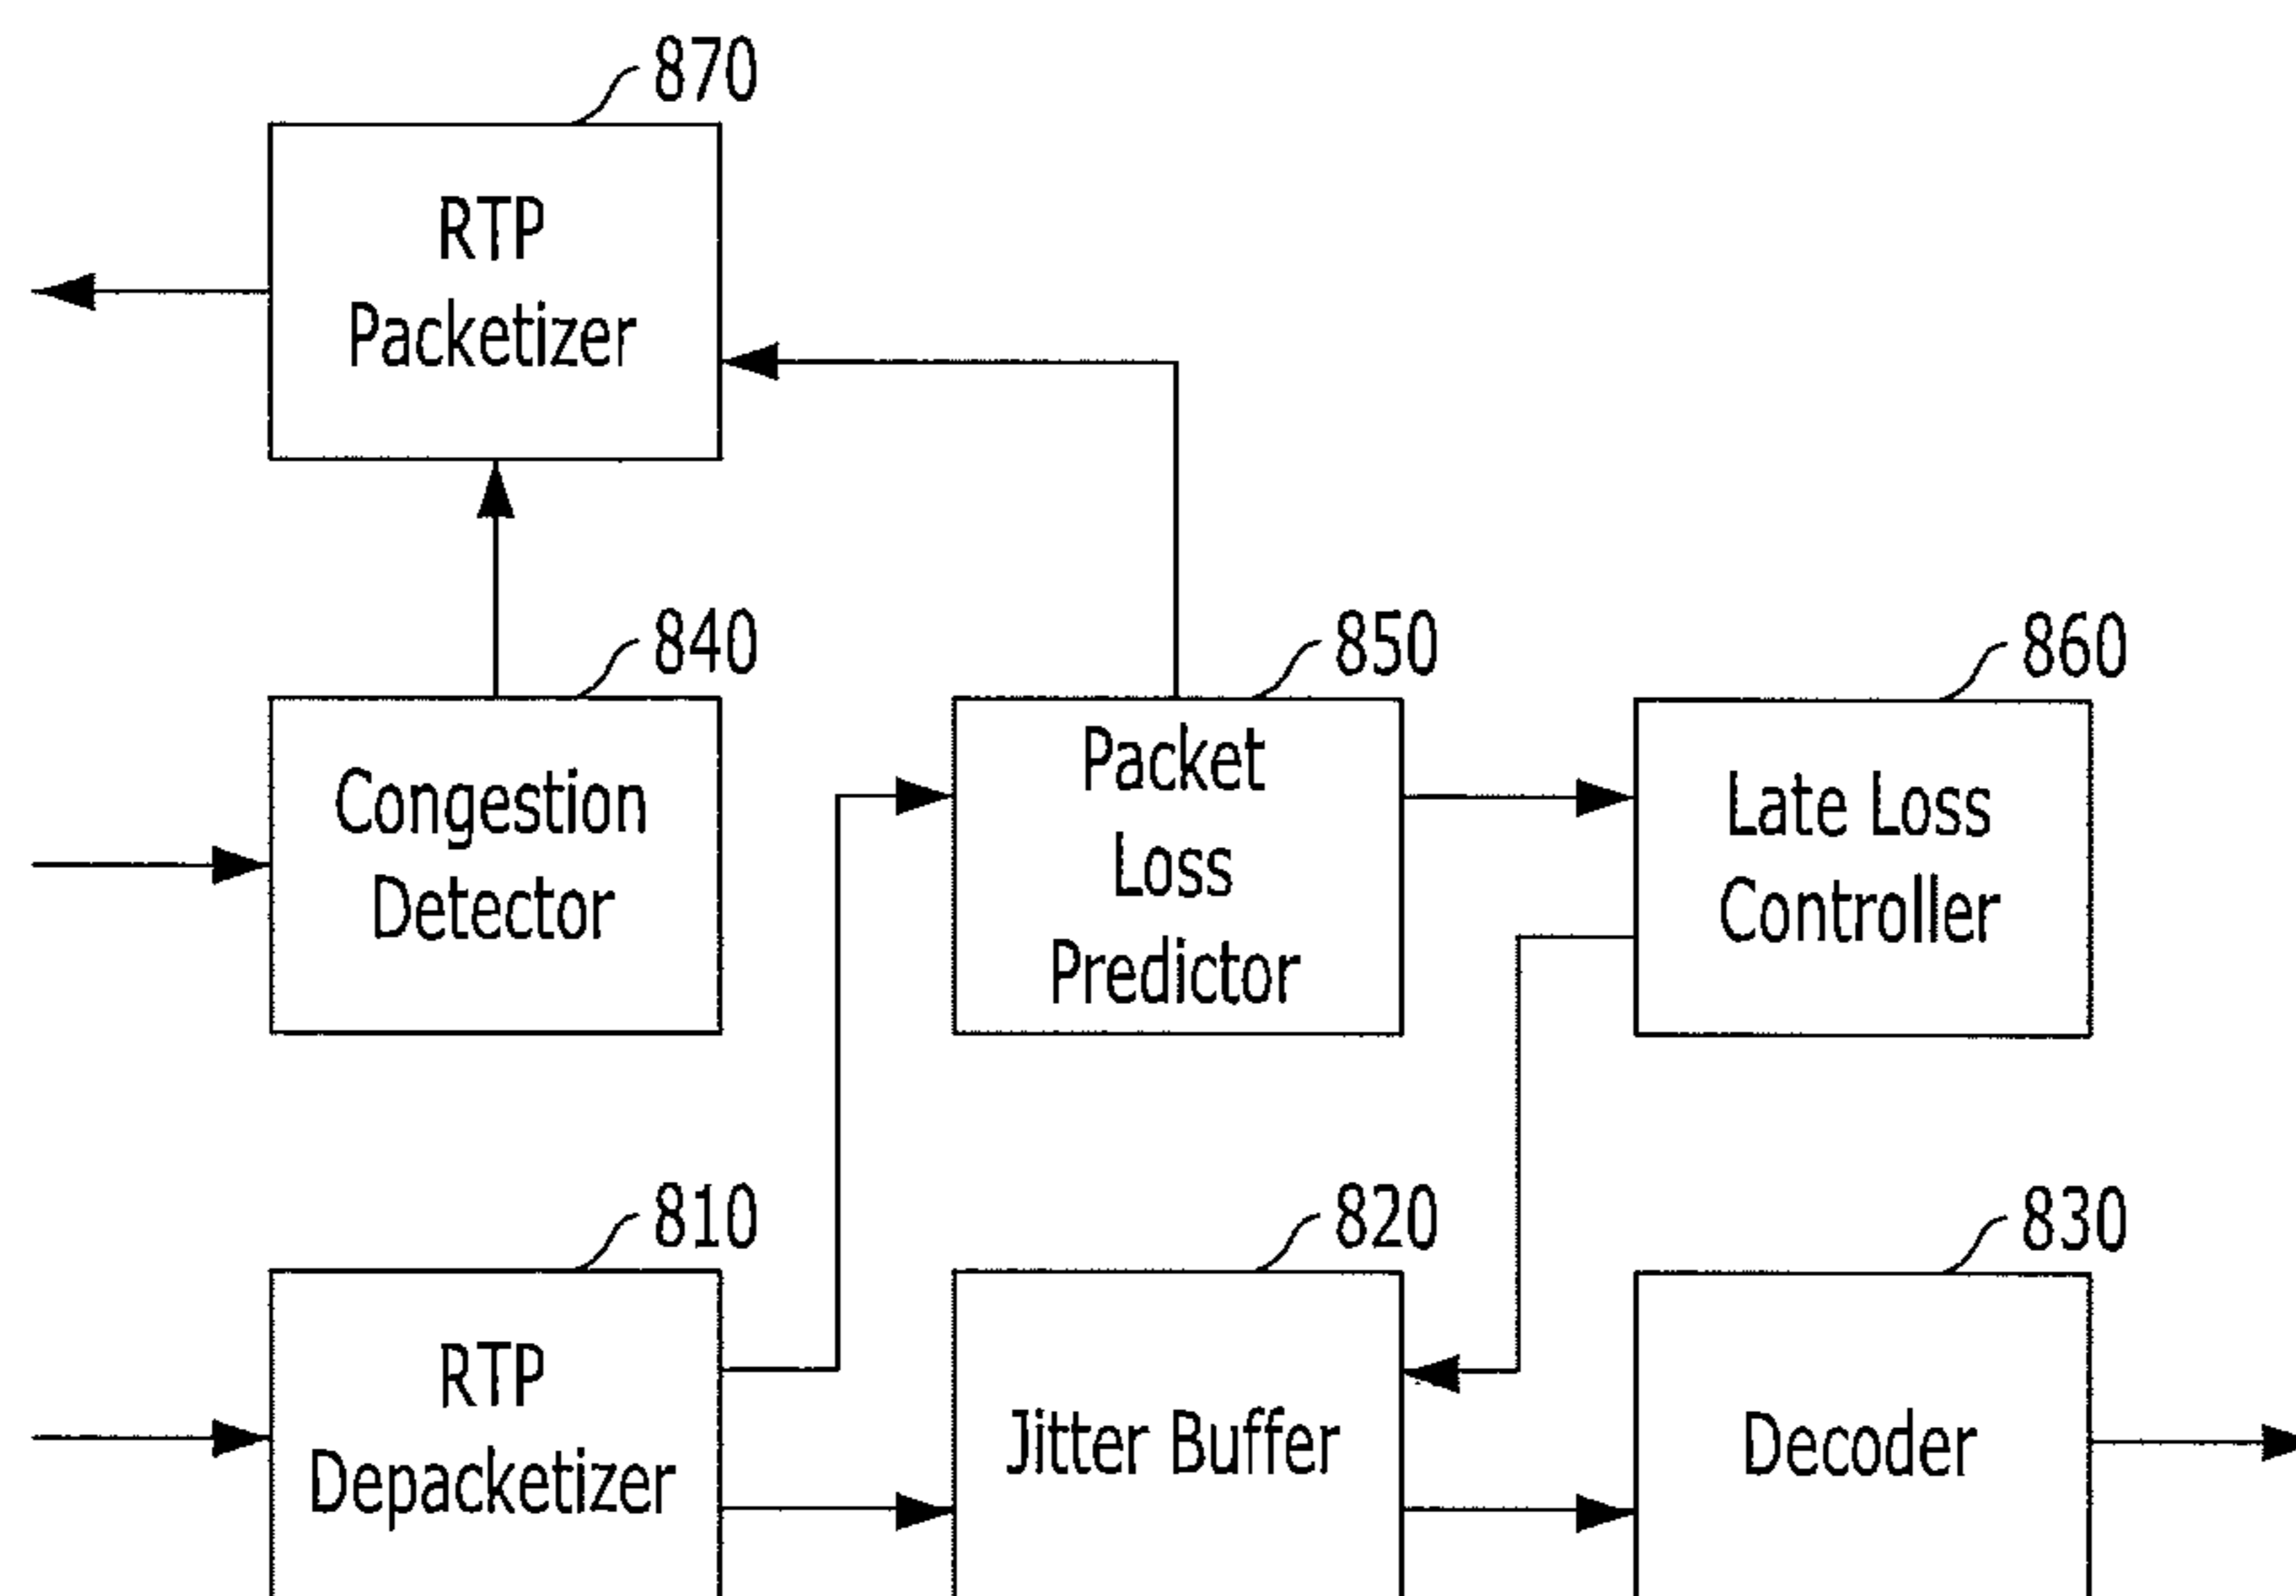 870
RTP
Packetizer
840
850
860
Congestion
Detector
Packet
Loss
Predictor
Late Loss
Controller
810
820
830
RTP
Depacketizer
Jitter Buffer
Decoder